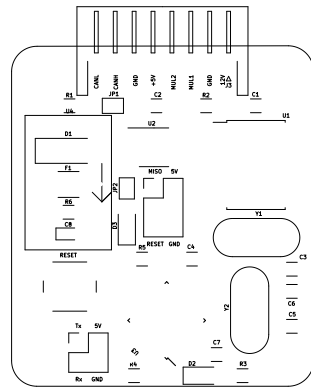 CANL CANH GND +5V MUL2 MUL1 GND 12V
J3
R1 JP1 C2 R2 C1
U4 U2 U1
D1
F1 MISO 5V
JP2
R6
C8 D3 Y1
RESET GND
RESET R5 C4 C3
Y2 C6
Tx 5V C5
C7
Rx GND R4 D2 R3